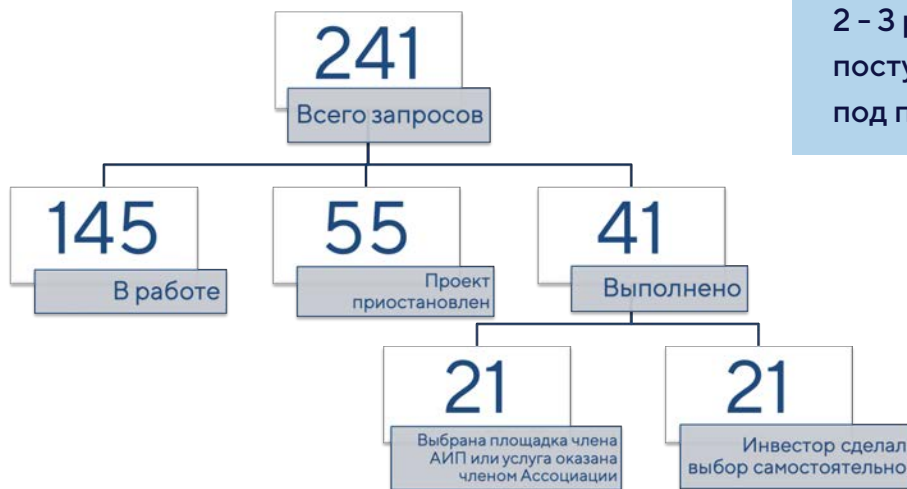 241
Всего запросов
2 - 3
посту
под
145
В работе
55
Проект
приостановлен
41
Выполнено
21
Выбрана площадка члена
АИП или услуга оказана
членом Ассоциации
21
Инвестор сделал
выбор самостоятельно